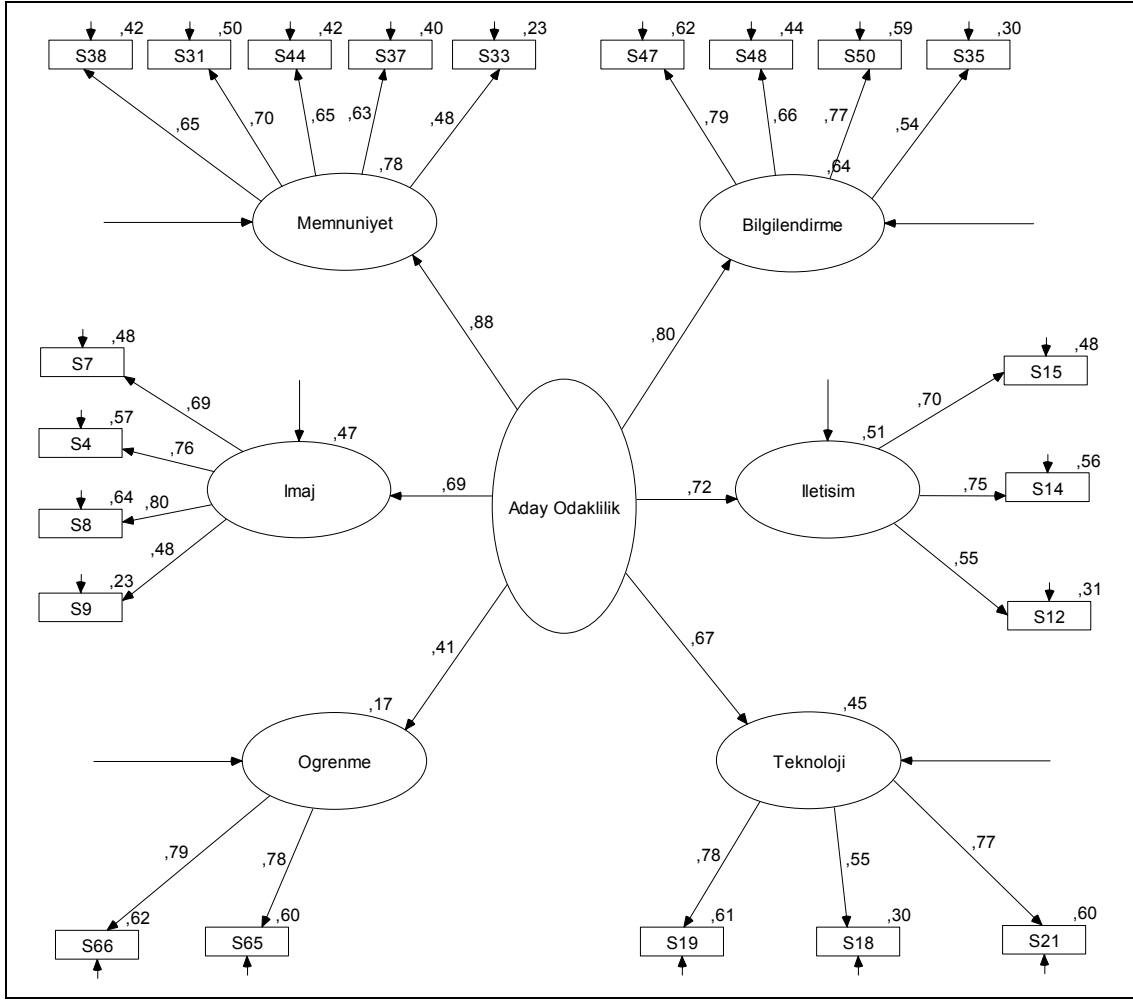 ,42
S38
,50
S31
,42
S44
,40
S37
,23
S33
,65
,70
,65
,63
,48
,78
Memnuniyet
,62
S47
,44
S48
,59
S50
,30
S35
,79
,66
,77
,54
,64
Bilgilendirme
,88
,80
,48
S7
,57
S4
,64
S8
,23
S9
,69
,76
,80
,48
,47
Imaj
,69
Aday Odaklilik
,72
,51
Iletisim
,70
,75
,55
,48
S15
,56
S14
,31
S12
,41
,67
,17
Ogrenme
,79
,78
,62
S66
,60
S65
,45
Teknoloji
,78
,55
,77
,61
S19
,30
S18
,60
S21